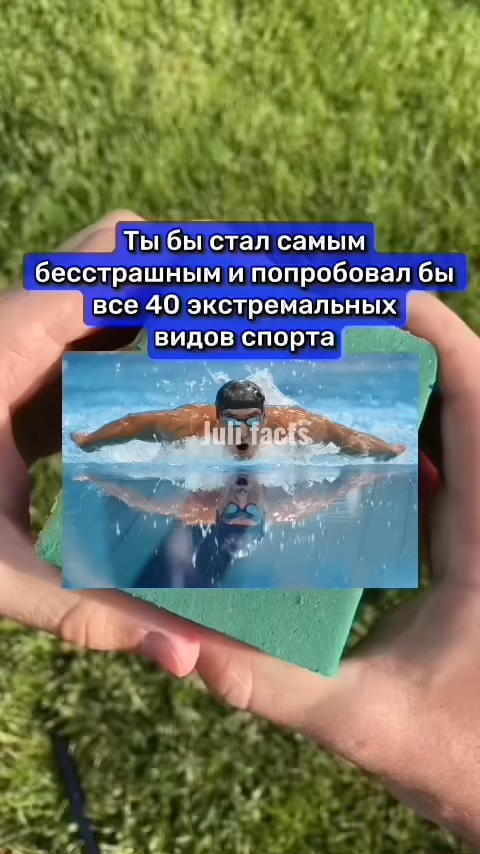 Ты бы стал самым
бесстрашным и попробовал бы
все 40 экстремальных
видов спорта
Juli facts